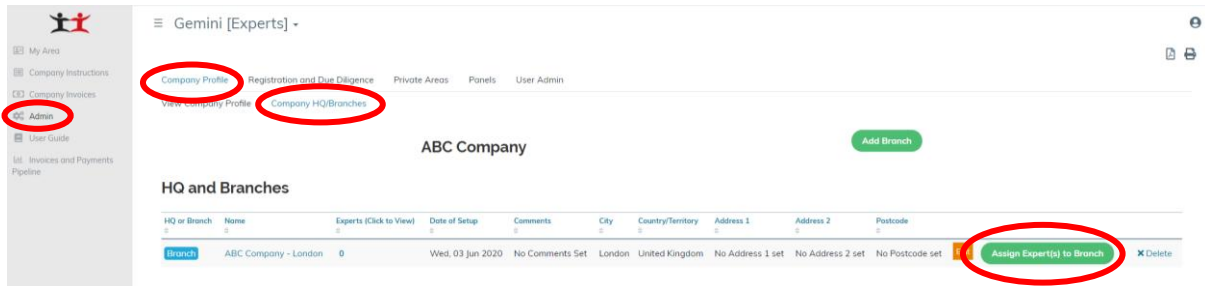 Gemini [Experts]
My Area
Company Instructions
Company Invoices
Admin
User Guide
Invoices and Payments
Pipeline
Company Profile Registration and Due Diligence Private Areas Panels User Admin
View Company Profile Company HQ/Branches
ABC Company
Add Branch
HQ and Branches
HQ or Branch Name Experts (Click to View) Date of Setup Comments City Country/Territory Address 1 Address 2 Postcode
Branch ABC Company - London 0 Wed, 03 Jun 2020 No Comments Set London United Kingdom No Address 1 set No Address 2 set No Postcode set Assign Expert(s) to Branch Delete